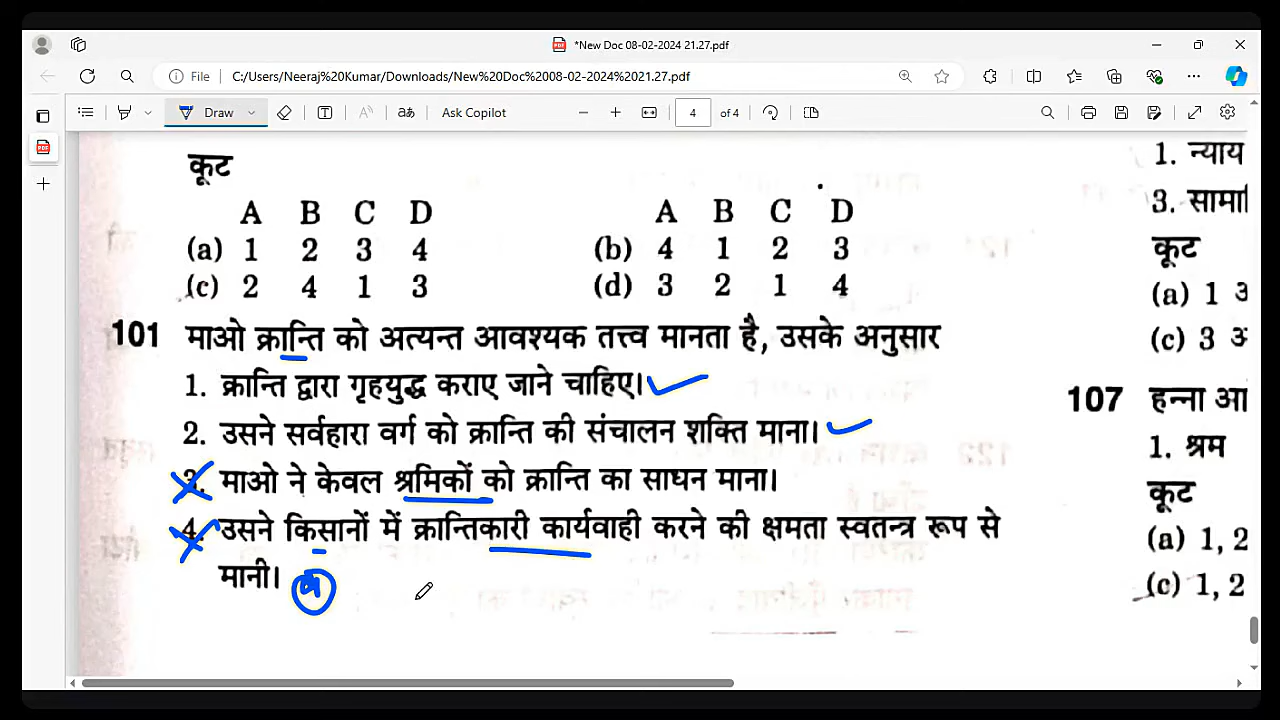 *New Doc 08-02-2024 21.27.pdf
File C:/Users/Neeraj%20Kumar/Downloads/New%20Doc%2008-02-2024%2021.27.pdf
Draw Ask Copilot 4 of 4
कूट
A B C D
(a) 1 2 3 4
(c) 2 4 1 3
A B C D
(b) 4 1 2 3
(d) 3 2 1 4
101 माओ क्रान्ति को अत्यन्त आवश्यक तत्त्व मानता है, उसके अनुसार
1. क्रान्ति द्वारा गृहयुद्ध कराए जाने चाहिए।
2. उसने सर्वहारा वर्ग को क्रान्ति की संचालन शक्ति माना।
3. माओ ने केवल श्रमिकों को क्रान्ति का साधन माना।
4. उसने किसानों में क्रान्तिकारी कार्यवाही करने की क्षमता स्वतन्त्र रूप से
मानी।
1. न्याय
3.
कूट
(a) 1
(c) 3
107 हन्ना
1. श्रम
कूट
(a) 1, 2
(c) 1, 2